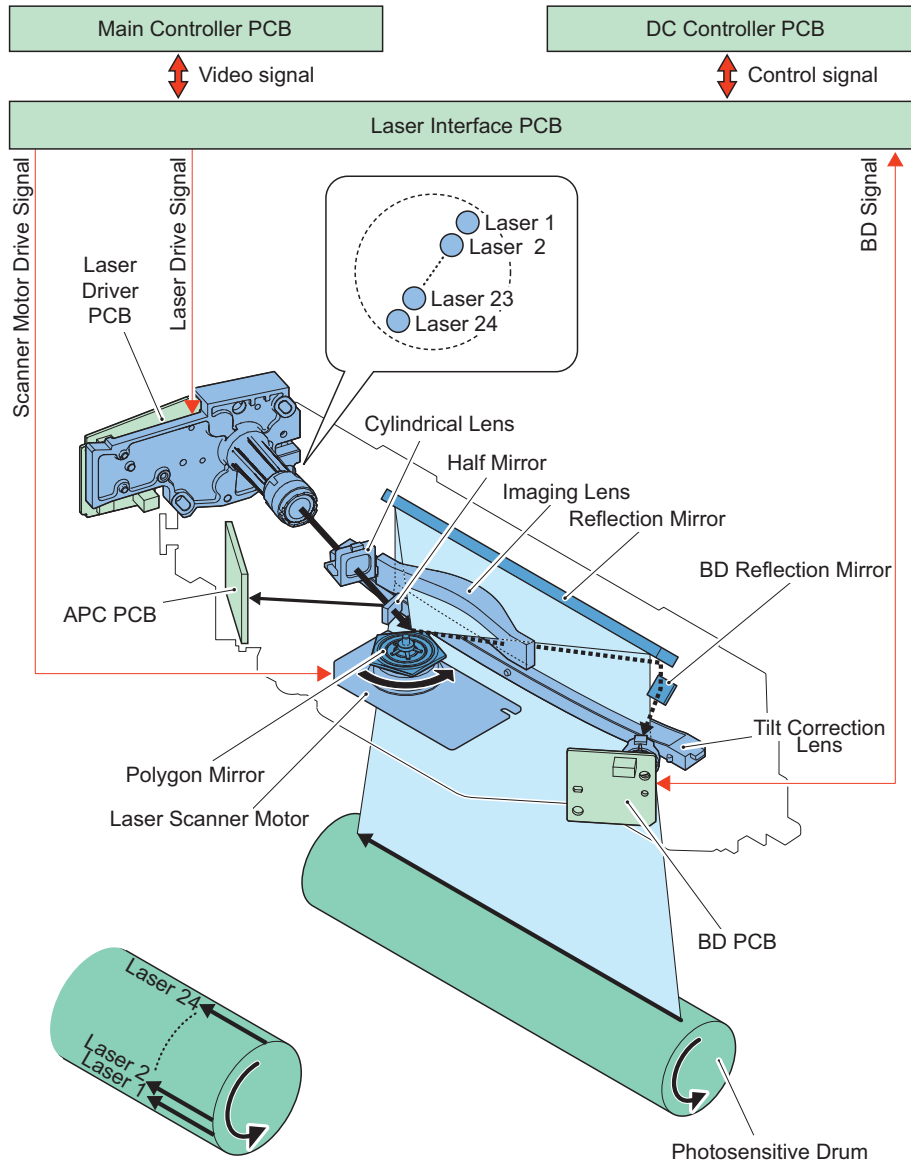 Main Controller PCB
DC Controller PCB
Video signal
Control signal
Laser Interface PCB
Scanner Motor Drive Signal
Laser Drive Signal
BD Signal
Laser 1
Laser 2
Laser 23
Laser 24
Laser
Driver
PCB
Cylindrical Lens
Half Mirror
Imaging Lens
Reflection Mirror
BD Reflection Mirror
APC PCB
Tilt Correction
Lens
Polygon Mirror
Laser Scanner Motor
BD PCB
Laser 24
Laser 2
Laser 1
Photosensitive Drum